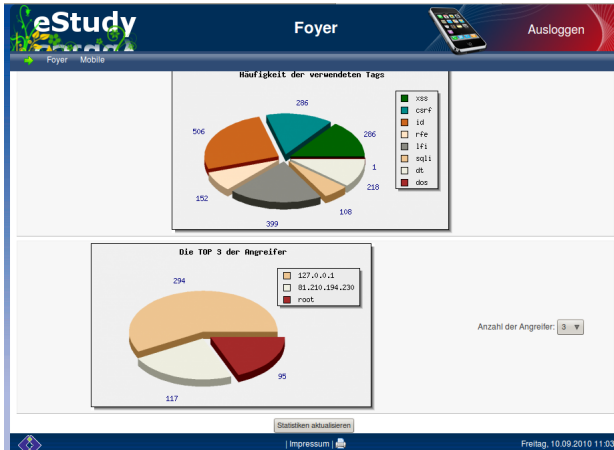 eStudy
Foyer
Ausloggen
Foyer Mobile
Häufigkeit der verwendeten Tags
286
506
286
1
218
108
399
152
xss
csrf
id
rfe
lfi
sqli
dt
dos
Die TOP 3 der Angreifer
294
117
95
127.0.0.1
81.210.194.230
root
Anzahl der Angreifer: 3
Statistiken aktualisieren
| Impressum |
Freitag, 10.09.2010 11:03